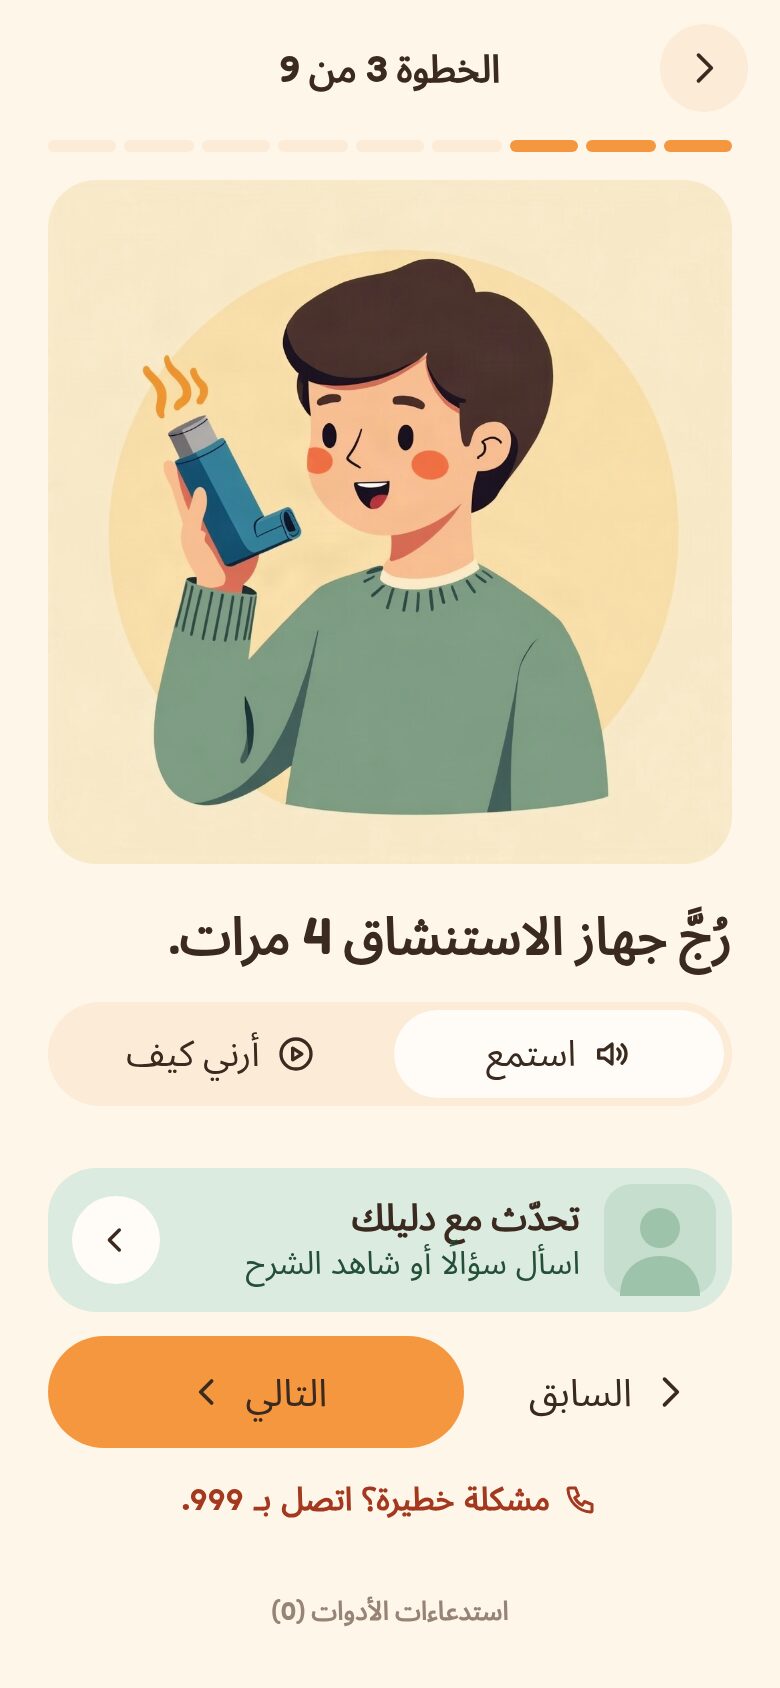 الخطوة 3 من 9
رُجَّ جهاز الاستنشاق 4 مرات.
استمع
أرني كيف
تحدّث مع دليلك
اسأل سؤالًا أو شاهد الشرح
السابق
التالي
مشكلة خطيرة؟ اتصل بـ 999.
استدعاءات الأدوات (0)